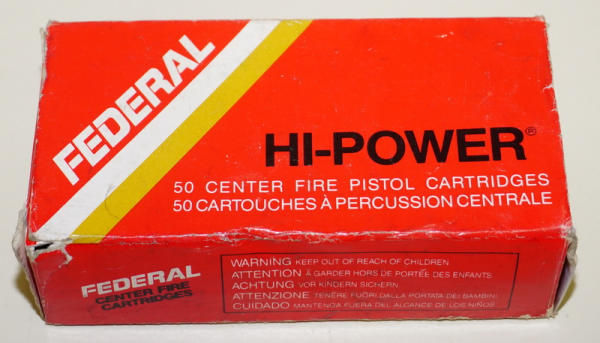 FEDERAL
HI-POWER®
50 CENTER FIRE PISTOL CARTRIDGES
50 CARTOUCHES À PERCUSSION CENTRALE
FEDERAL
CENTER FIRE
CARTRIDGES
WARNING KEEP OUT OF REACH OF CHILDREN
ATTENTION À GARDER HORS DE PORTÉE DES ENFANTS
ACHTUNG VOR KINDERN SICHERN
ATTENZIONE TENERE FUORI DALLA PORTATA DEI BAMBINI
CUIDADO MANTENGA FUERA DEL ALCANCE DE LOS NIÑOS